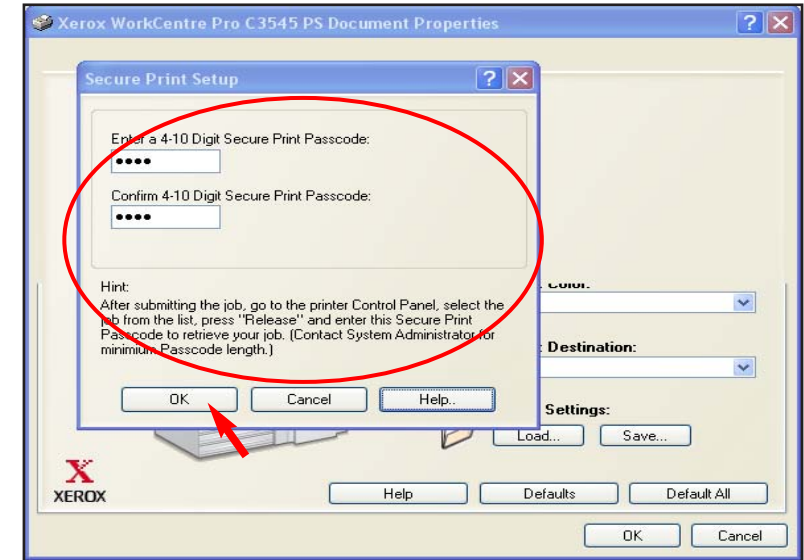 Xerox WorkCentre Pro C3545 PS Document Properties
Secure Print Setup
Enter a 4-10 Digit Secure Print Passcode:
••••
Confirm 4-10 Digit Secure Print Passcode:
••••
Hint:
After submitting the job, go to the printer Control Panel, select the
job from the list, press "Release" and enter this Secure Print
Passcode to retrieve your job. (Contact System Administrator for
minimium Passcode length.)
OK
Cancel
Help..
Color:
Destination:
Settings:
Load...
Save...
XEROX
Help
Defaults
Default All
OK
Cancel